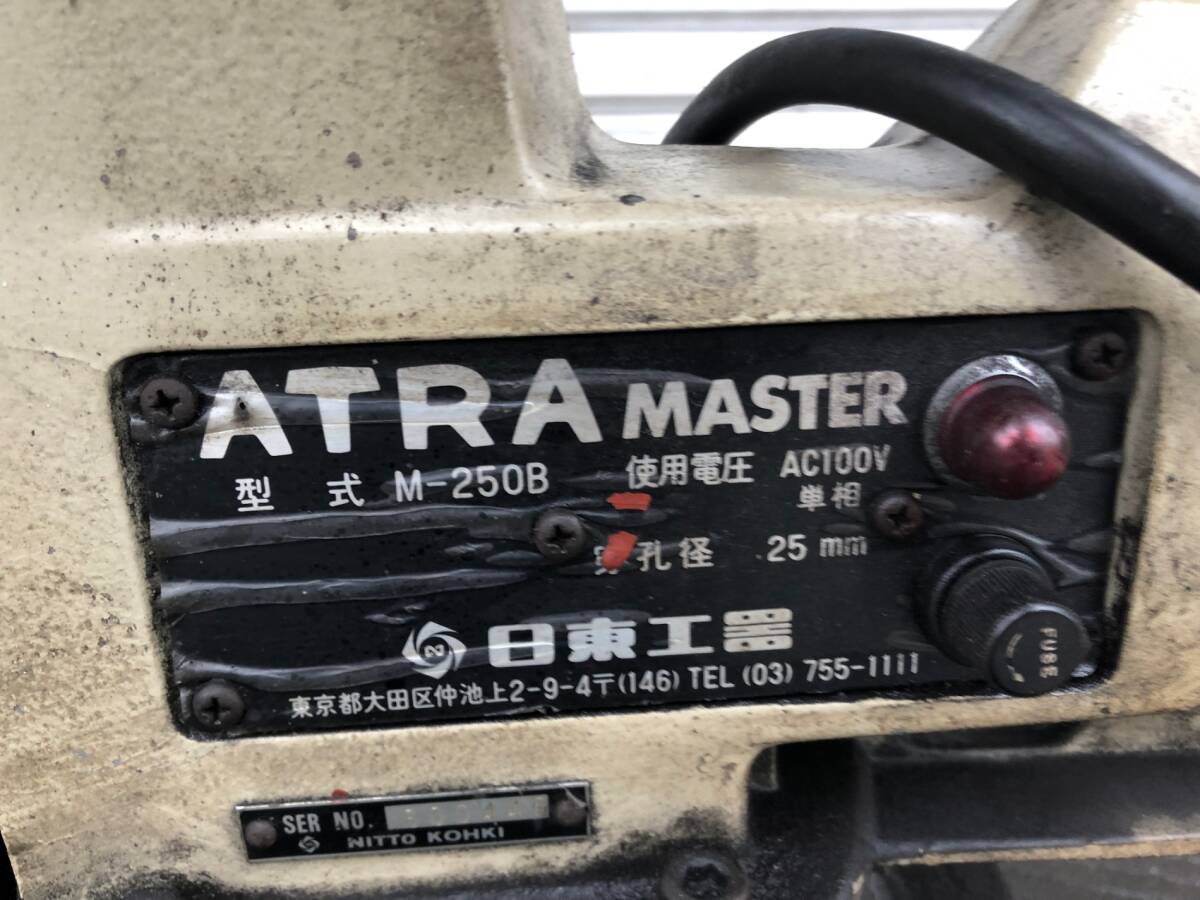 ATRA MASTER
型式 M-250B 使用電圧 AC100V
単相
孔径 25mm
日東工器
東京都大田区仲池上2-9-4〒(146) TEL (03) 755-1111
FUSE
SER NO.
NITTO KOHKI